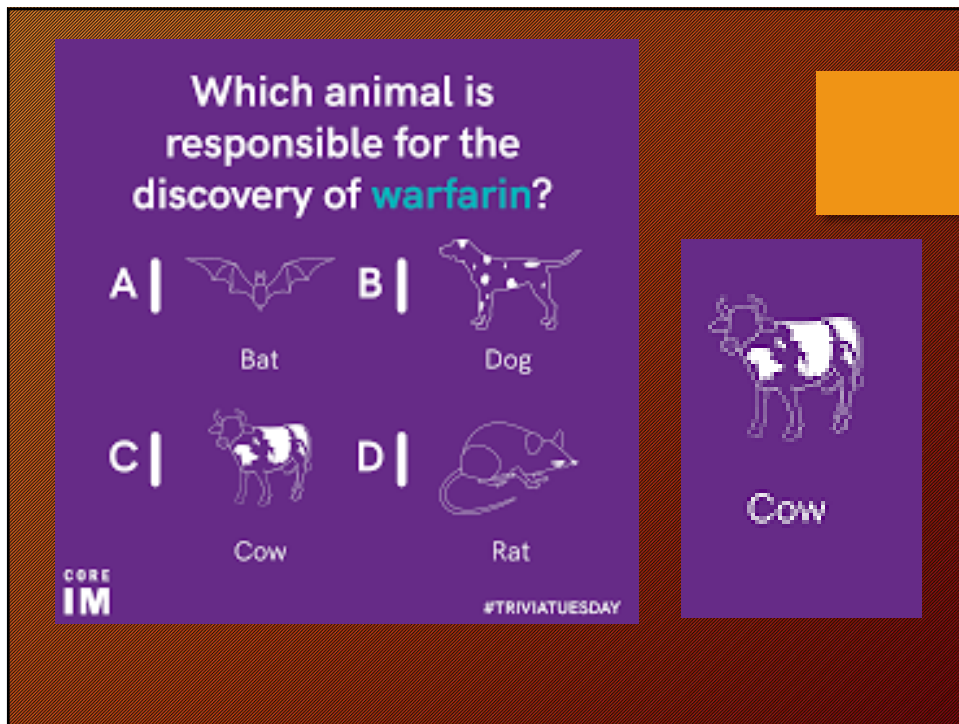 Which animal is
responsible for the
discovery of warfarin?
A
Bat
B
Dog
C
Cow
D
Rat
CORE
IM
#TRIVIATUESDAY
Cow